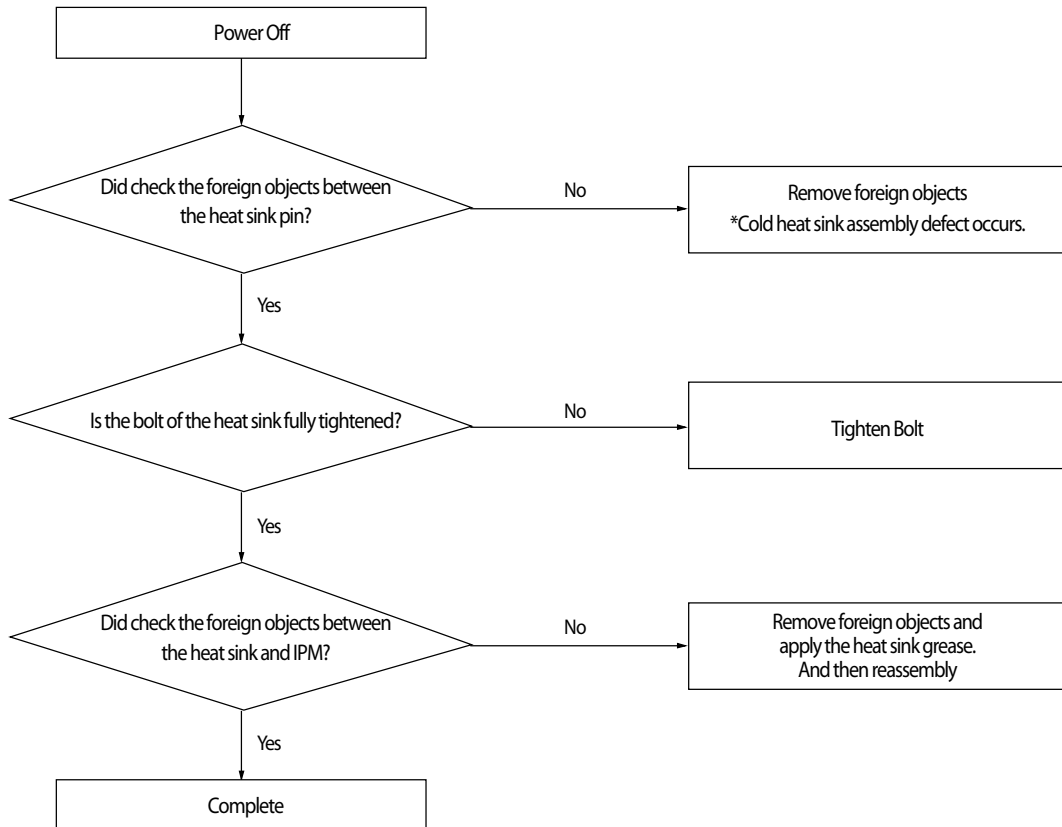 Power Off
Did check the foreign objects between
the heat sink pin?
No
Remove foreign objects
*Cold heat sink assembly defect occurs.
Yes
Is the bolt of the heat sink fully tightened?
No
Tighten Bolt
Yes
Did check the foreign objects between
the heat sink and IPM?
No
Remove foreign objects and
apply the heat sink grease.
And then reassembly
Yes
Complete